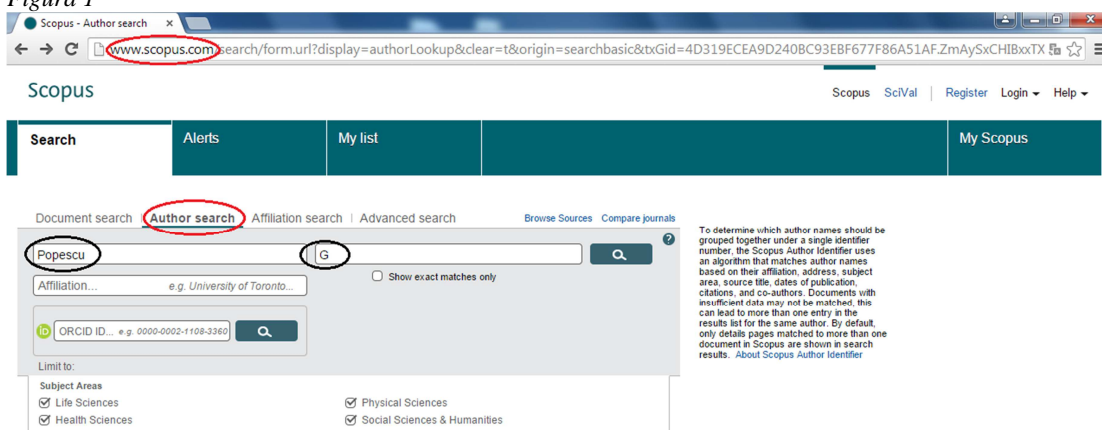 Figura 1
Scopus - Author search ×
www.scopus.com/search/form.url?display=authorLookup&clear=t&origin=searchbasic&txGid=4D319ECEA9D240BC93EBF677F86A51AF.ZmAySxCHIBxxTX
Scopus
Scopus SciVal | Register Login Help
Search Alerts My list My Scopus
Document search | Author search Affiliation search | Advanced search Browse Sources Compare journals
Popescu G
Show exact matches only
Affiliation... e.g. University of Toronto...
iD ORCID ID... e.g. 0000-0002-1108-3360
Limit to:
Subject Areas
Life Sciences Physical Sciences
Health Sciences Social Sciences & Humanities
?
To determine which author names should be
grouped together under a single identifier
number, the Scopus Author Identifier uses
an algorithm that matches author names
based on their affiliation, address, subject
area, source title, dates of publication,
citations, and co-authors. Documents with
insufficient data may not be matched, this
can lead to more than one entry in the
results list for the same author. By default,
only details pages matched to more than one
document in Scopus are shown in search
results. About Scopus Author Identifier